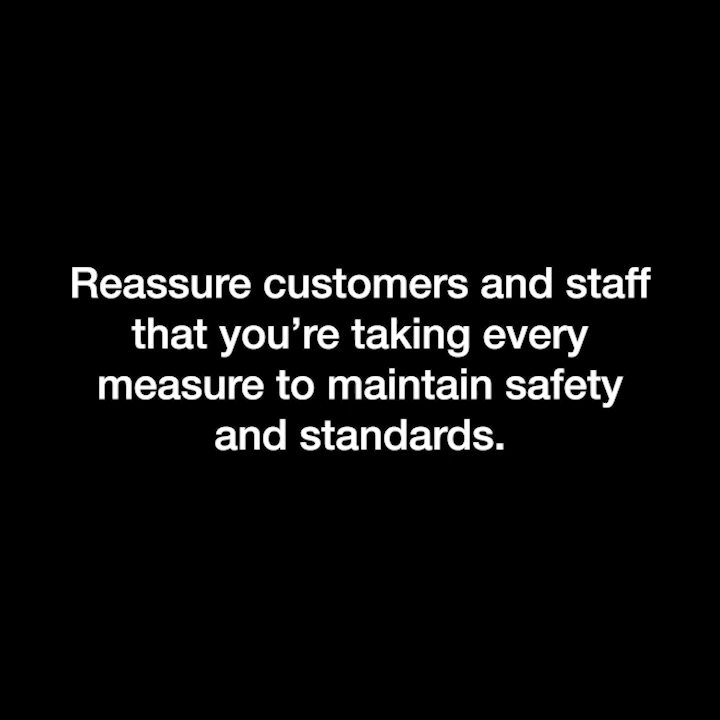 Reassure customers and staff
that you’re taking every
measure to maintain safety
and standards.